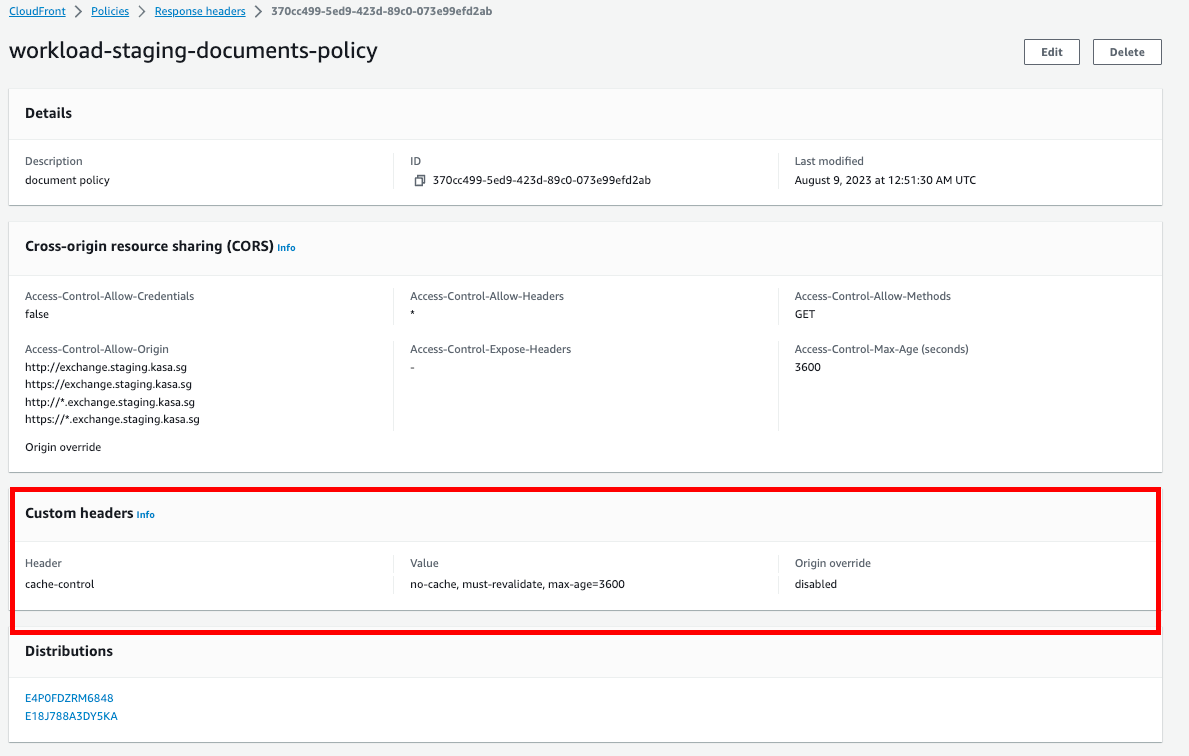 CloudFront > Policies > Response headers > 370cc499-5ed9-423d-89c0-073e99efd2ab
workload-staging-documents-policy
Edit Delete
Details
Description ID Last modified
document policy 370cc499-5ed9-423d-89c0-073e99efd2ab August 9, 2023 at 12:51:30 AM UTC
Cross-origin resource sharing (CORS) Info
Access-Control-Allow-Credentials Access-Control-Allow-Headers Access-Control-Allow-Methods
false * GET
Access-Control-Allow-Origin Access-Control-Expose-Headers Access-Control-Max-Age (seconds)
http://exchange.staging.kasa.sg - 3600
https://exchange.staging.kasa.sg
http://*.exchange.staging.kasa.sg
https://*.exchange.staging.kasa.sg
Origin override
Custom headers Info
Header Value Origin override
cache-control no-cache, must-revalidate, max-age=3600 disabled
Distributions
E4P0FDZRM6848
E18J788A3DY5KA